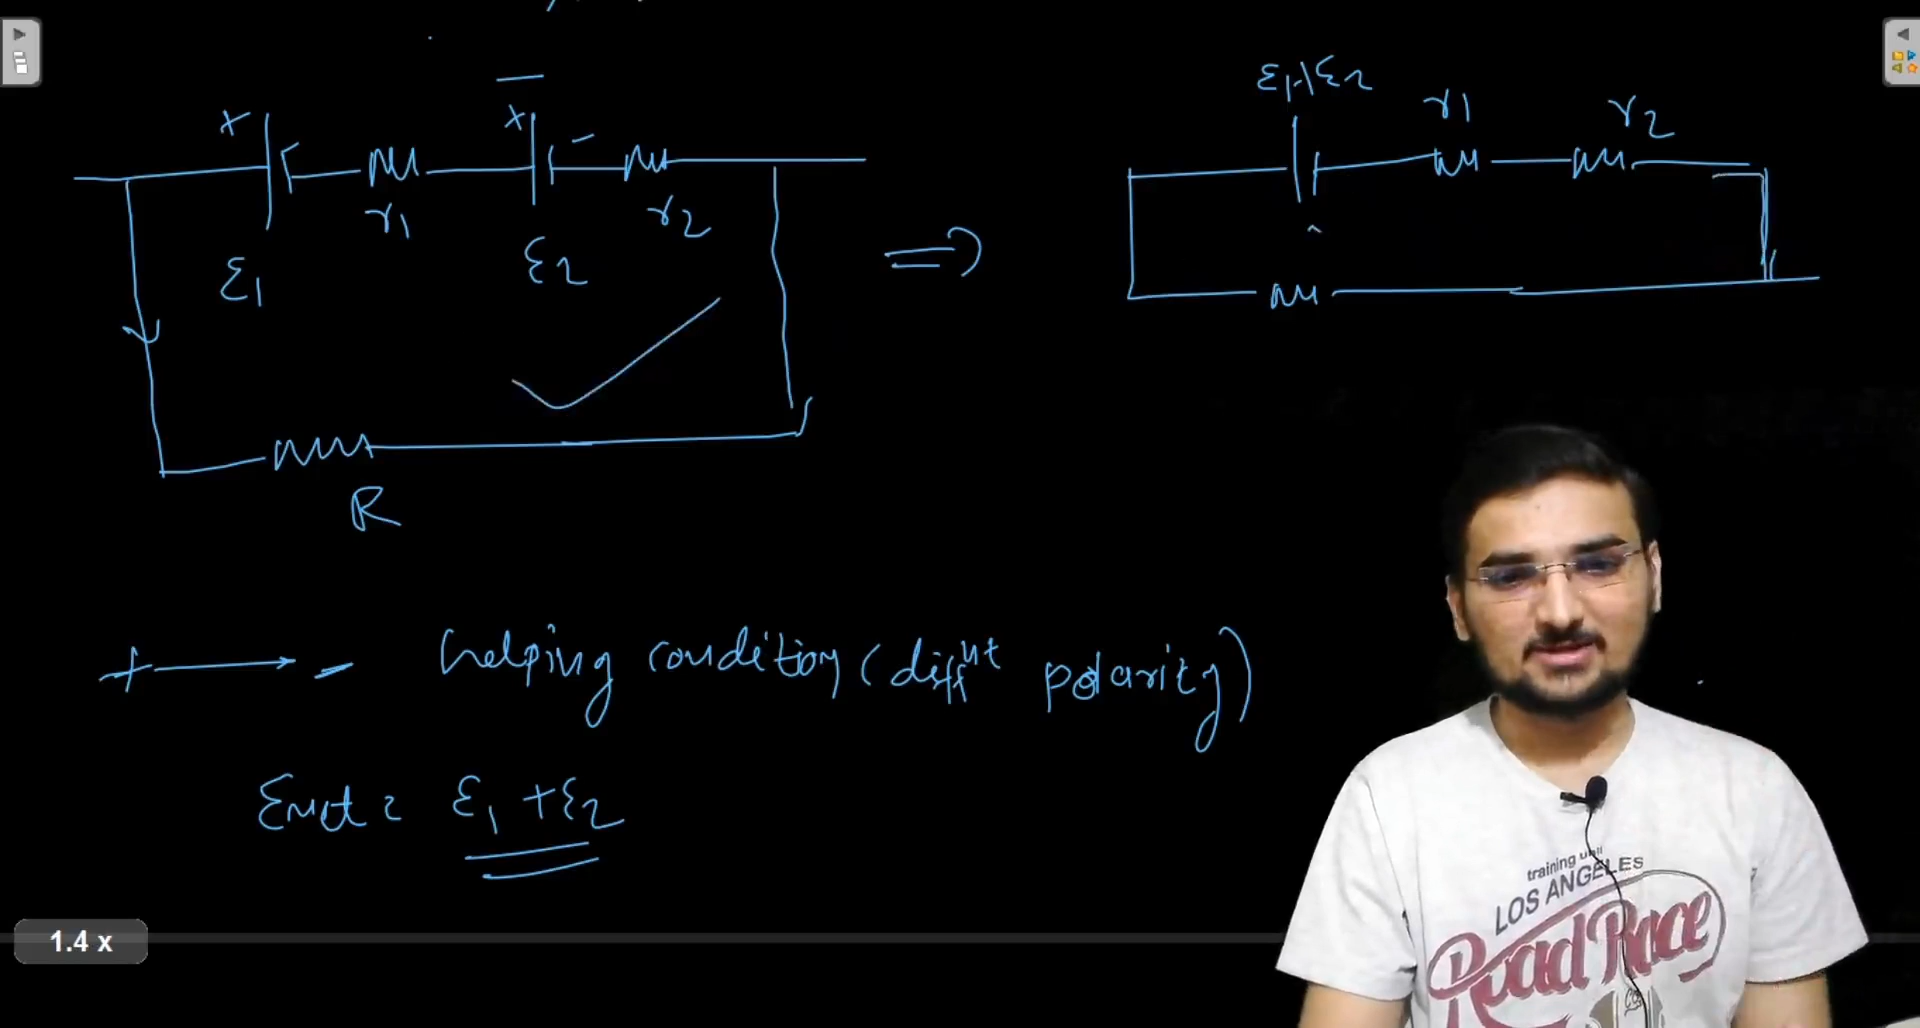 + − + −
r1 r2
ε1 ε2
R
ε1+ε2
r1 r2
+ → - helping condition (diffnt polarity)
εnet = ε1 + ε2
1.4 x
training unit
LOS ANGELES
Road Race